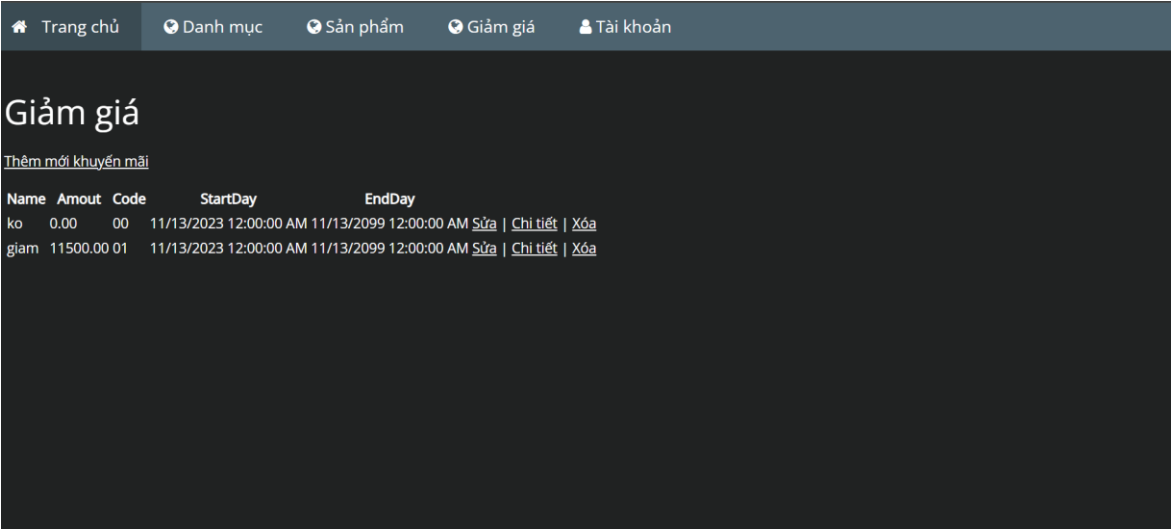 Trang chủ Danh mục Sản phẩm Giảm giá Tài khoản
Giảm giá
Thêm mới khuyến mãi
Name Amout Code StartDay EndDay
ko 0.00 00 11/13/2023 12:00:00 AM 11/13/2099 12:00:00 AM Sửa | Chi tiết | Xóa
giam 11500.00 01 11/13/2023 12:00:00 AM 11/13/2099 12:00:00 AM Sửa | Chi tiết | Xóa